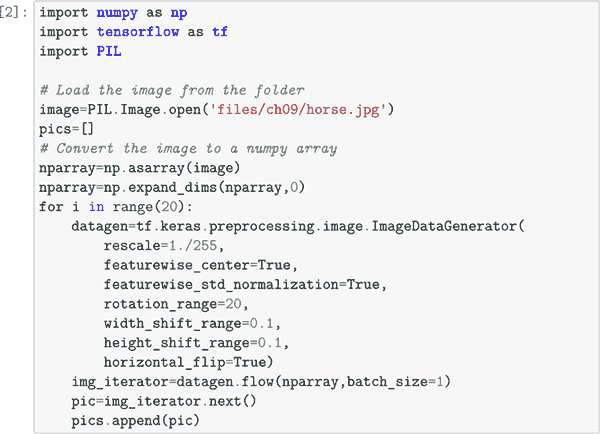 [2]: import numpy as np
import tensorflow as tf
import PIL
# Load the image from the folder
image=PIL.Image.open('files/ch09/horse.jpg')
pics=[]
# Convert the image to a numpy array
nparray=np.asarray(image)
nparray=np.expand_dims(nparray,0)
for i in range(20):
    datagen=tf.keras.preprocessing.image.ImageDataGenerator(
        rescale=1./255,
        featurewise_center=True,
        featurewise_std_normalization=True,
        rotation_range=20,
        width_shift_range=0.1,
        height_shift_range=0.1,
        horizontal_flip=True)
    img_iterator=datagen.flow(nparray,batch_size=1)
    pic=img_iterator.next()
    pics.append(pic)